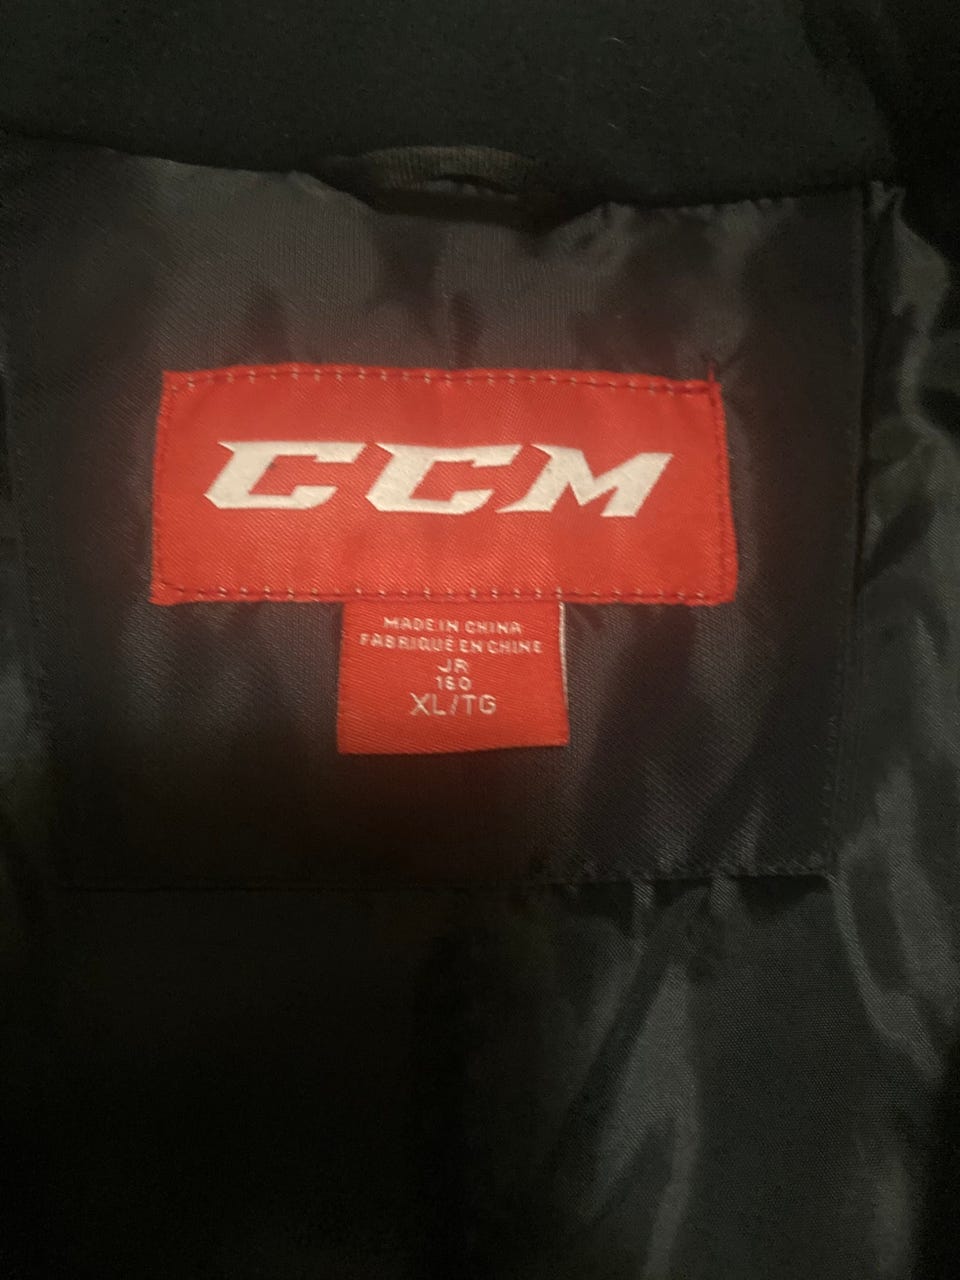 CCM
MADE IN CHINA
FABRIQUÉ EN CHINE
JR
160
XL/TG